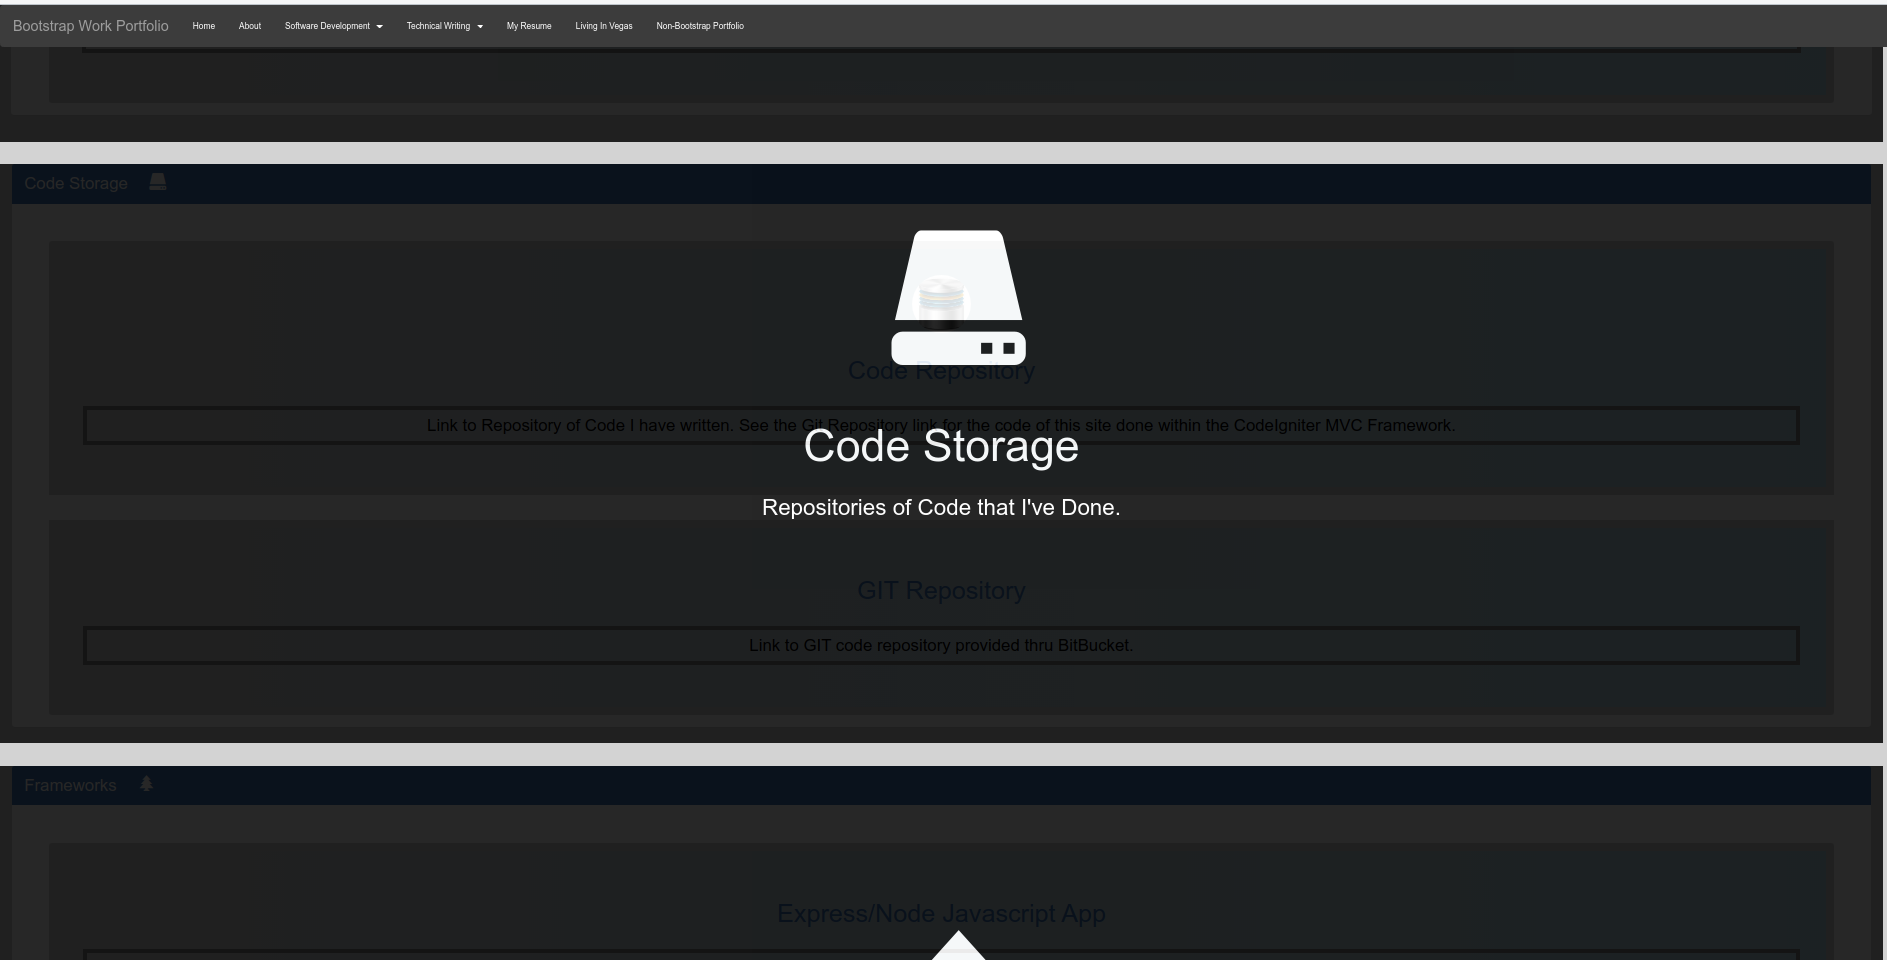 Bootstrap Work Portfolio Home About Software Development Technical Writing My Resume Living In Vegas Non-Bootstrap Portfolio
Code Storage
Code Repository
Link to Repository of Code I have written. See the Git Repository link for the code of this site done within the CodeIgniter MVC Framework.
Code Storage
Repositories of Code that I've Done.
GIT Repository
Link to GIT code repository provided thru BitBucket.
Frameworks
Express/Node Javascript App